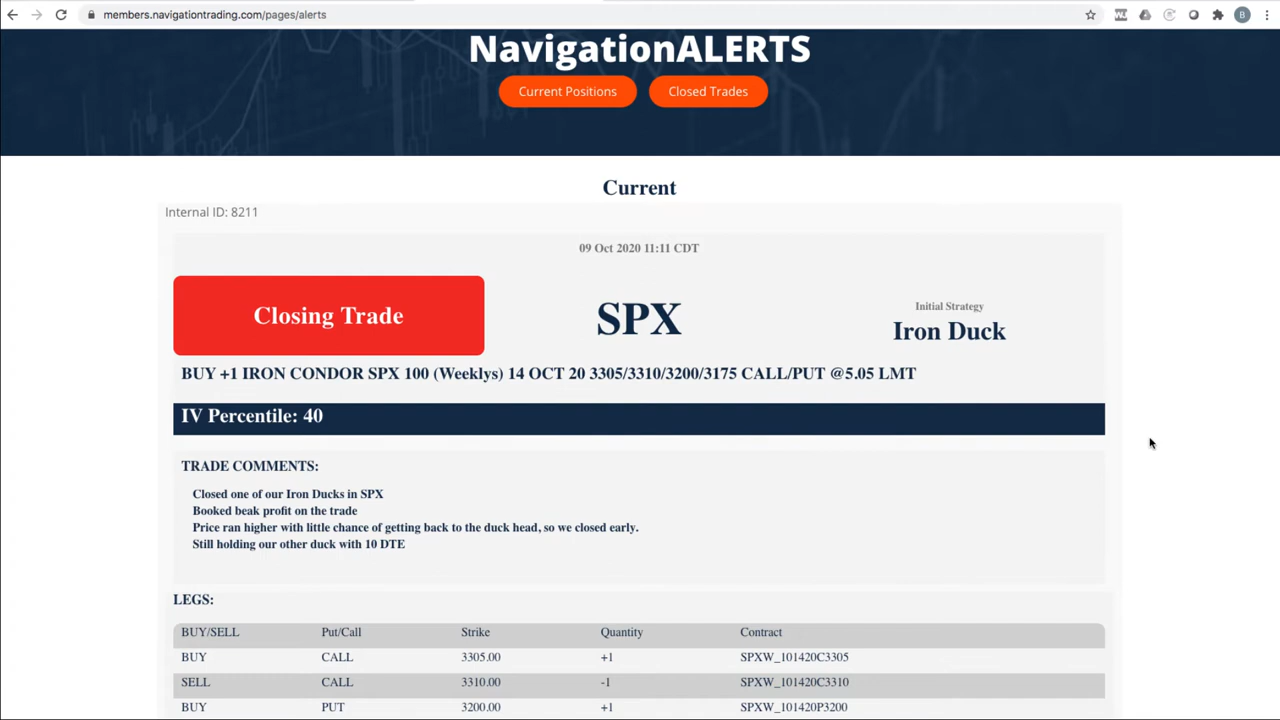 members.navigationtrading.com/pages/alerts
B
NavigationALERTS
Current Positions Closed Trades
Current
Internal ID: 8211
09 Oct 2020 11:11 CDT
Closing Trade
SPX
Initial Strategy
Iron Duck
BUY +1 IRON CONDOR SPX 100 (Weeklys) 14 OCT 20 3305/3310/3200/3175 CALL/PUT @5.05 LMT
IV Percentile: 40
TRADE COMMENTS:
Closed one of our Iron Ducks in SPX
Booked beak profit on the trade
Price ran higher with little chance of getting back to the duck head, so we closed early.
Still holding our other duck with 10 DTE
LEGS:
BUY/SELL Put/Call Strike Quantity Contract
BUY CALL 3305.00 +1 SPXW_101420C3305
SELL CALL 3310.00 -1 SPXW_101420C3310
BUY PUT 3200.00 +1 SPXW_101420P3200